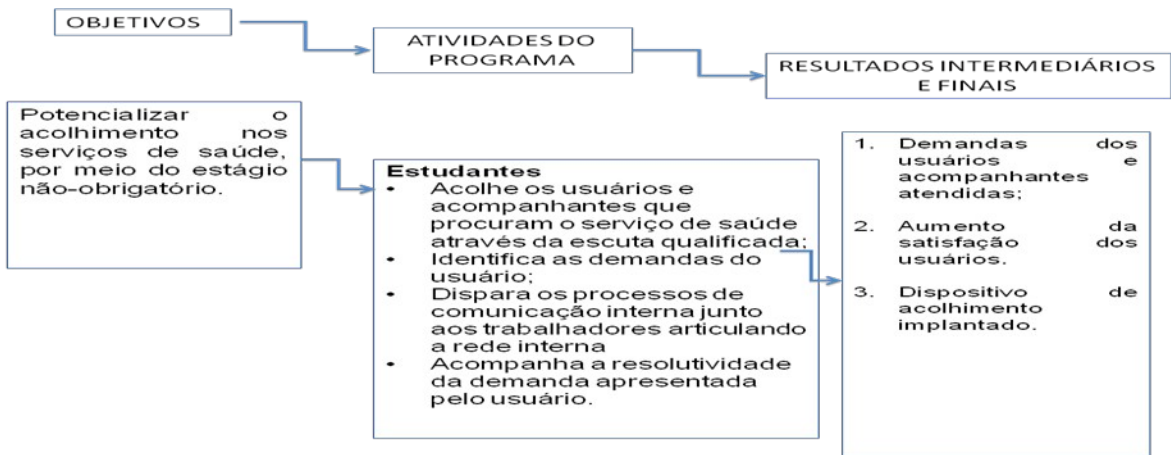 OBJETIVOS
ATIVIDADES DO
PROGRAMA
RESULTADOS INTERMEDIÁRIOS
E FINAIS
Potencializar o
acolhimento nos
serviços de saúde,
por meio do estágio
não-obrigatório.
Estudantes
• Acolhe os usuários e
acompanhantes que
procuram o serviço de saúde
através da escuta qualificada;
• Identifica as demandas do
usuário;
• Dispara os processos de
comunicação interna junto
aos trabalhadores articulando
a rede interna
• Acompanha a resolutividade
da demanda apresentada
pelo usuário.
1. Demandas dos
usuários e
acompanhantes
atendidas;
2. Aumento da
satisfação dos
usuários.
3. Dispositivo de
acolhimento
implantado.